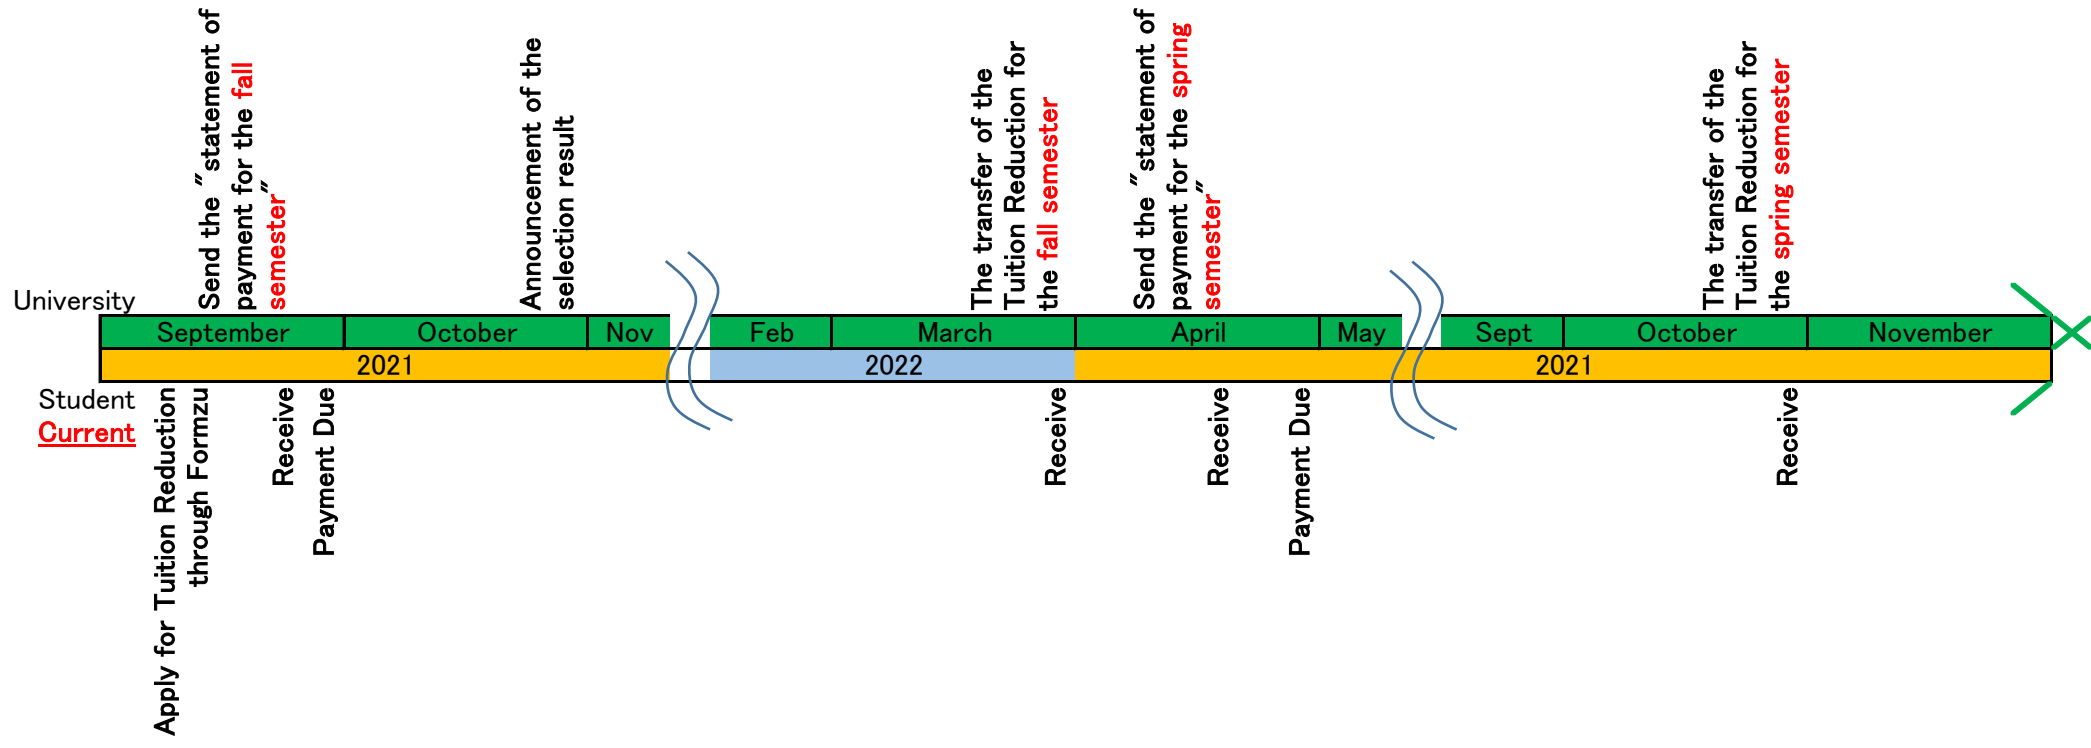 Send the "statement of
payment for the fall
semester"
Announcement of the
selection result
The transfer of the
Tuition Reduction for
the fall semester
Send the "statement of
payment for the spring
semester"
The transfer of the
Tuition Reduction for
the spring semester
University
September
October
Nov
Feb
March
April
May
Sept
October
November
2021
2022
2021
Student
Current
Apply for Tuition Reduction
through Formzu
Receive
Payment Due
Receive
Receive
Payment Due
Receive